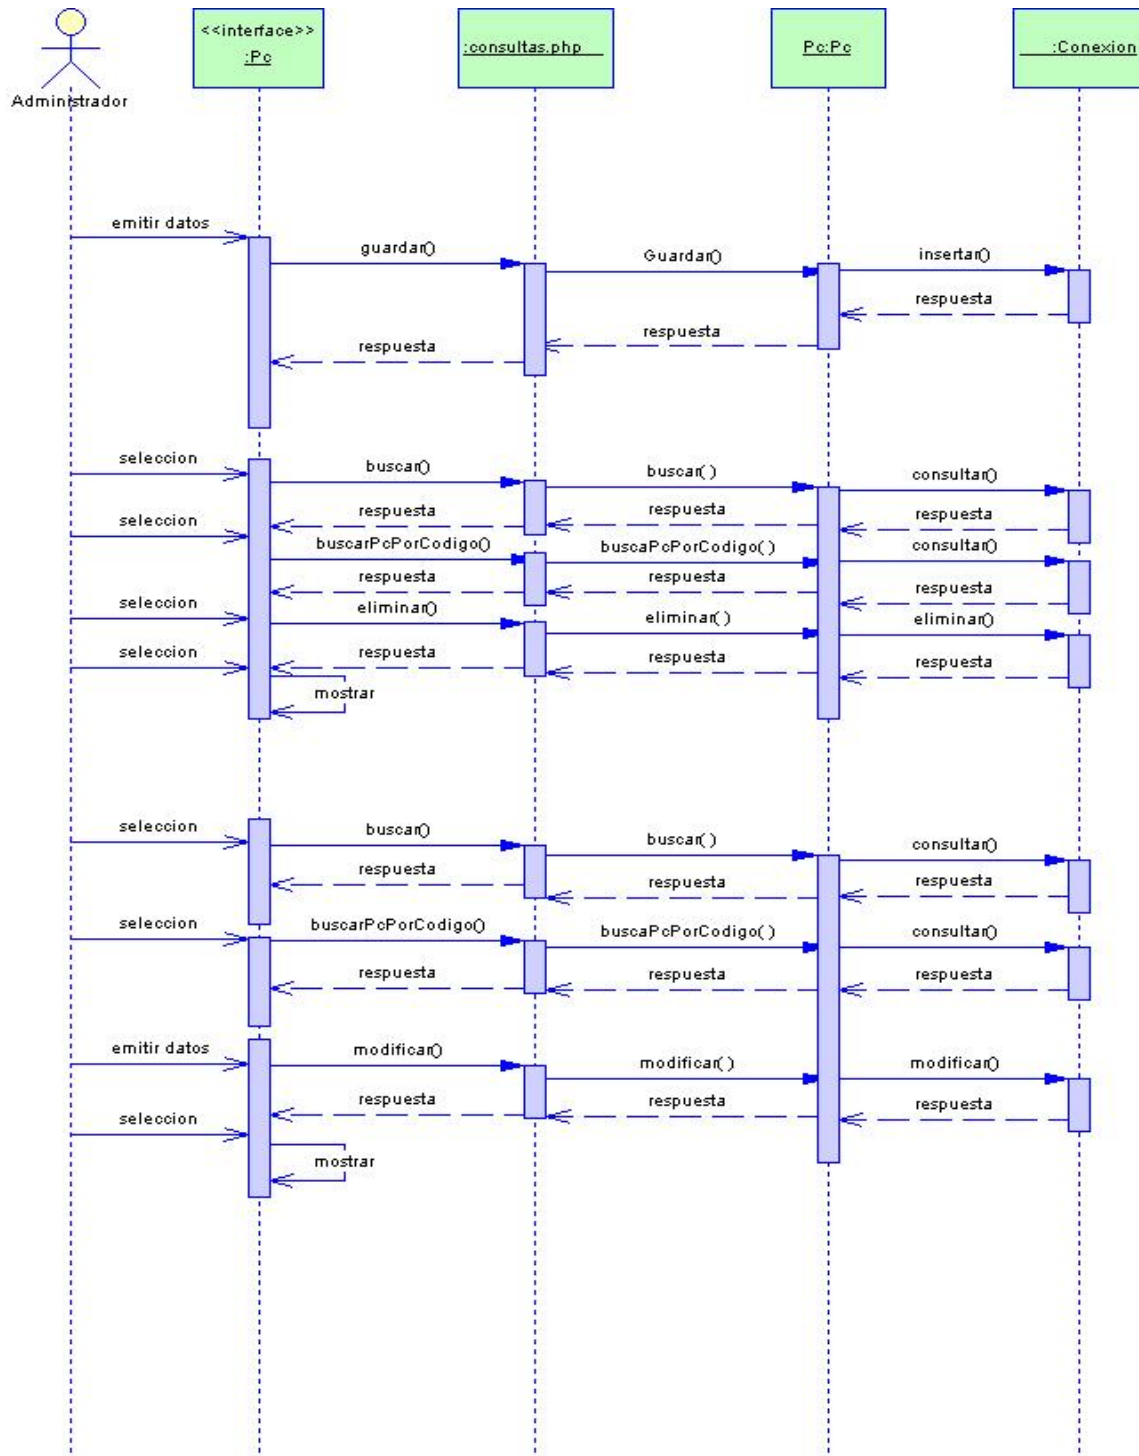 <<interface>>
:Pc
:consultas.php
Pc:Pc
:Conexion
Administrador
emitir datos
guardar()
Guardar()
insertar()
respuesta
respuesta
respuesta
seleccion
buscar()
buscar( )
consultar()
respuesta
respuesta
respuesta
seleccion
buscarPcPorCodigo()
buscaPcPorCodigo( )
consultar()
respuesta
respuesta
respuesta
seleccion
eliminar()
eliminar( )
eliminar()
seleccion
respuesta
respuesta
respuesta
mostrar
seleccion
buscar()
buscar( )
consultar()
respuesta
respuesta
respuesta
seleccion
buscarPcPorCodigo()
buscaPcPorCodigo( )
consultar()
respuesta
respuesta
respuesta
emitir datos
modificar()
modificar( )
modificar()
respuesta
respuesta
respuesta
seleccion
mostrar